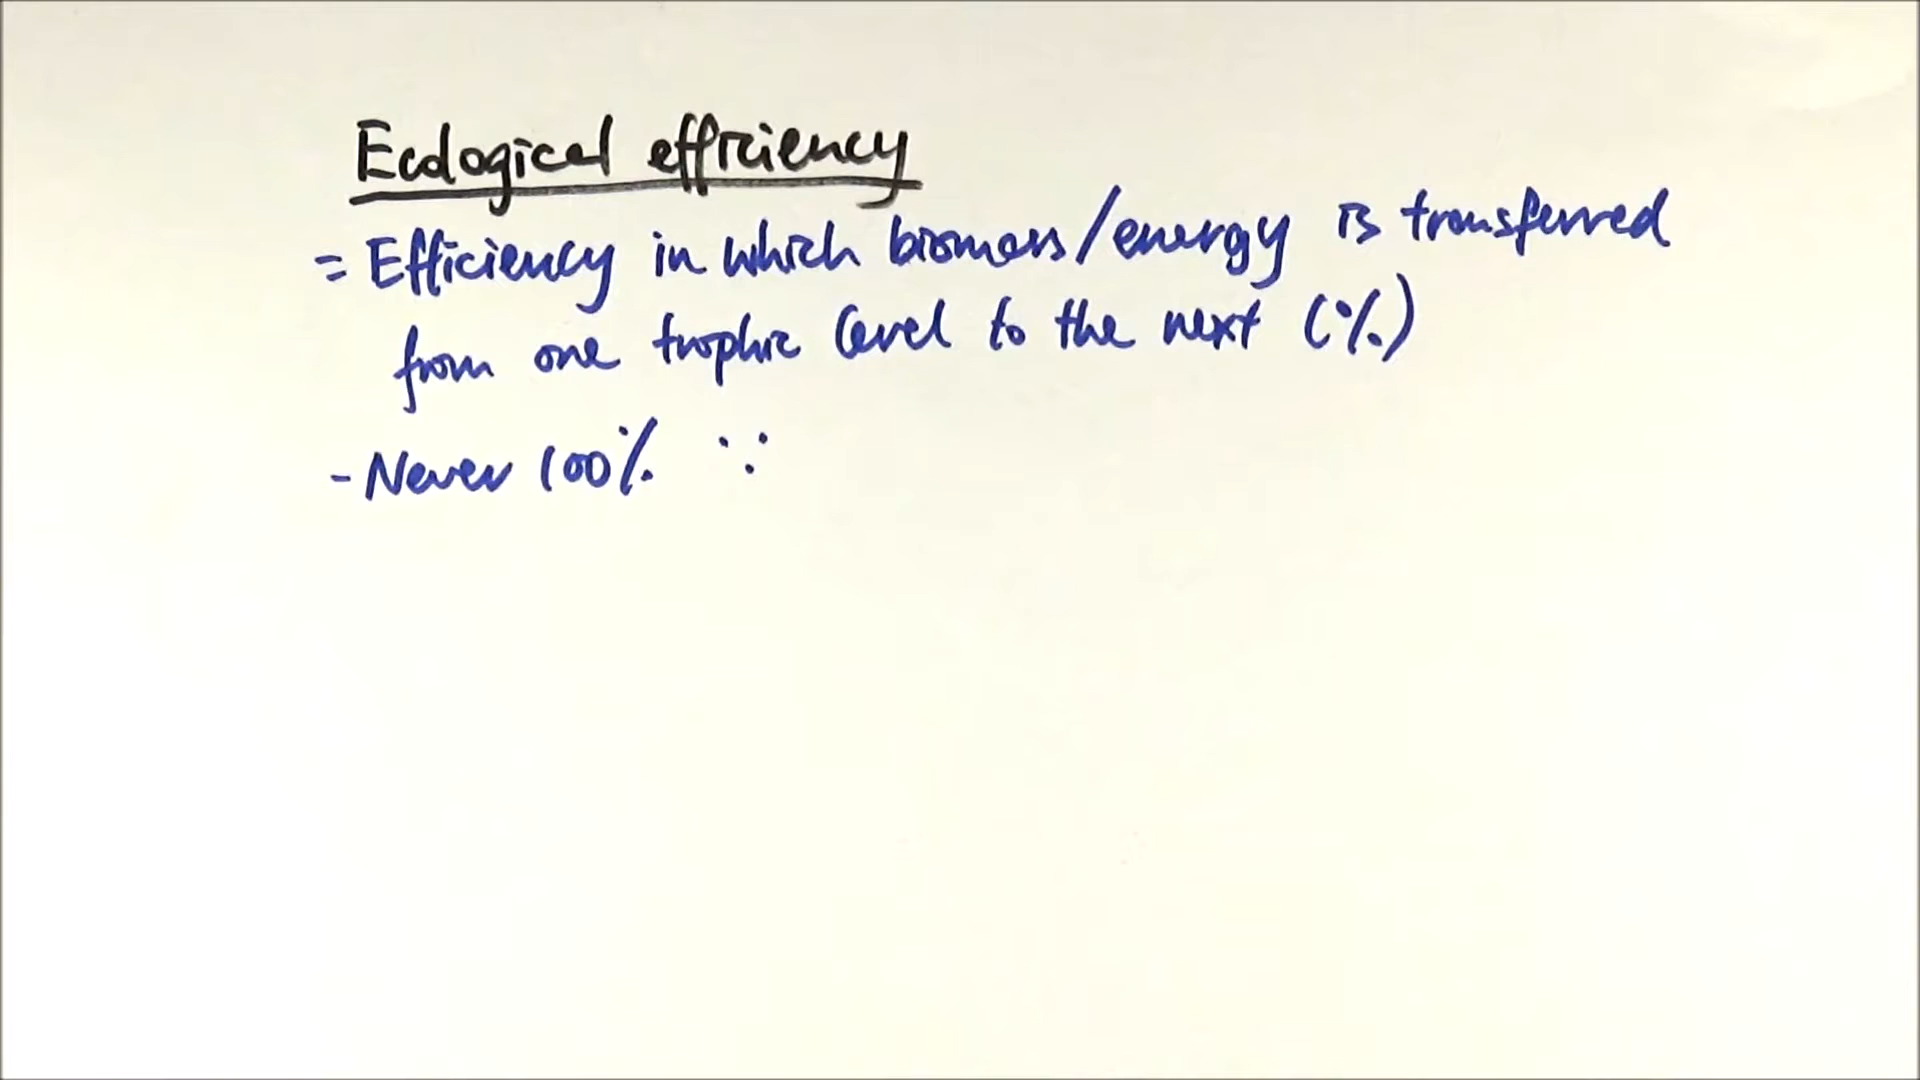 Ecological efficiency
= Efficiency in which biomass/energy is transferred
from one trophic level to the next (%)
- Never 100% ∵